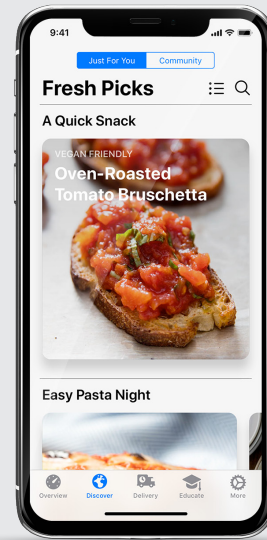 9:41
Just For You
Community
Fresh Picks
A Quick Snack
VEGAN FRIENDLY
Oven-Roasted
Tomato Bruschetta
Easy Pasta Night
Overview
Discover
Delivery
Educate
More